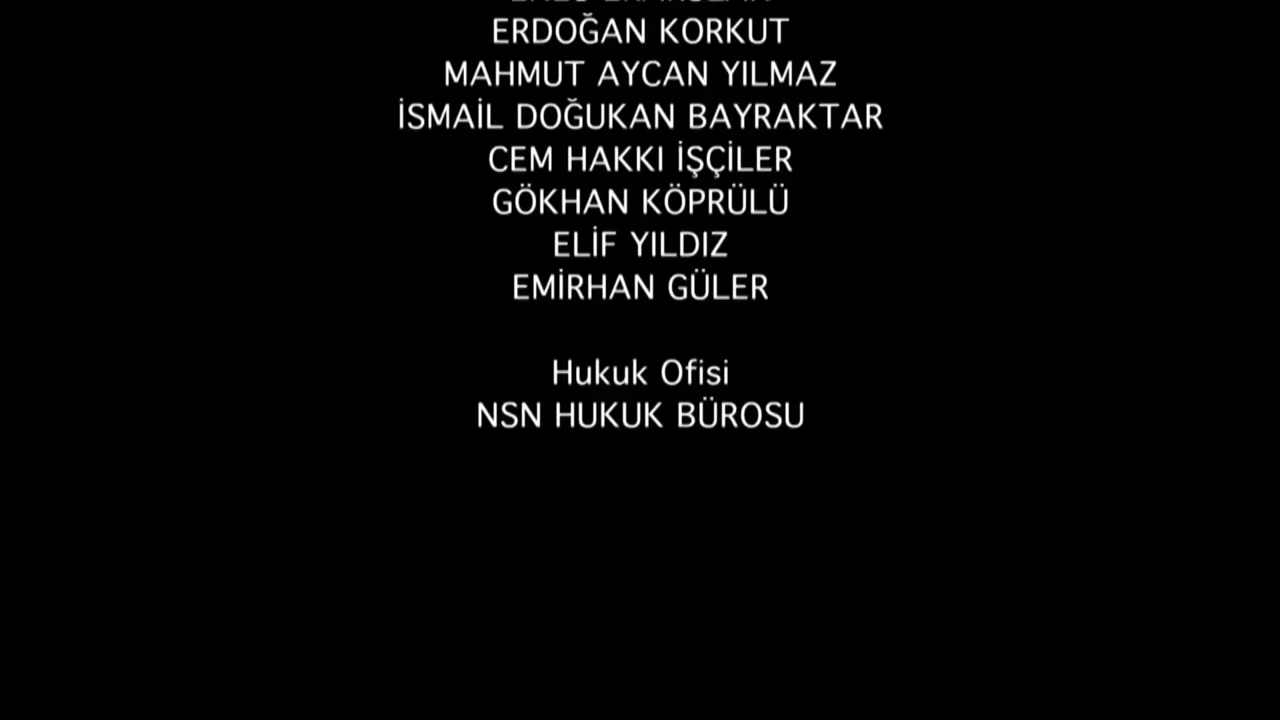 ERDOĞAN KORKUT
MAHMUT AYCAN YILMAZ
İSMAİL DOĞUKAN BAYRAKTAR
CEM HAKKI İŞÇİLER
GÖKHAN KÖPRÜLÜ
ELİF YILDIZ
EMİRHAN GÜLER
Hukuk Ofisi
NSN HUKUK BÜROSU